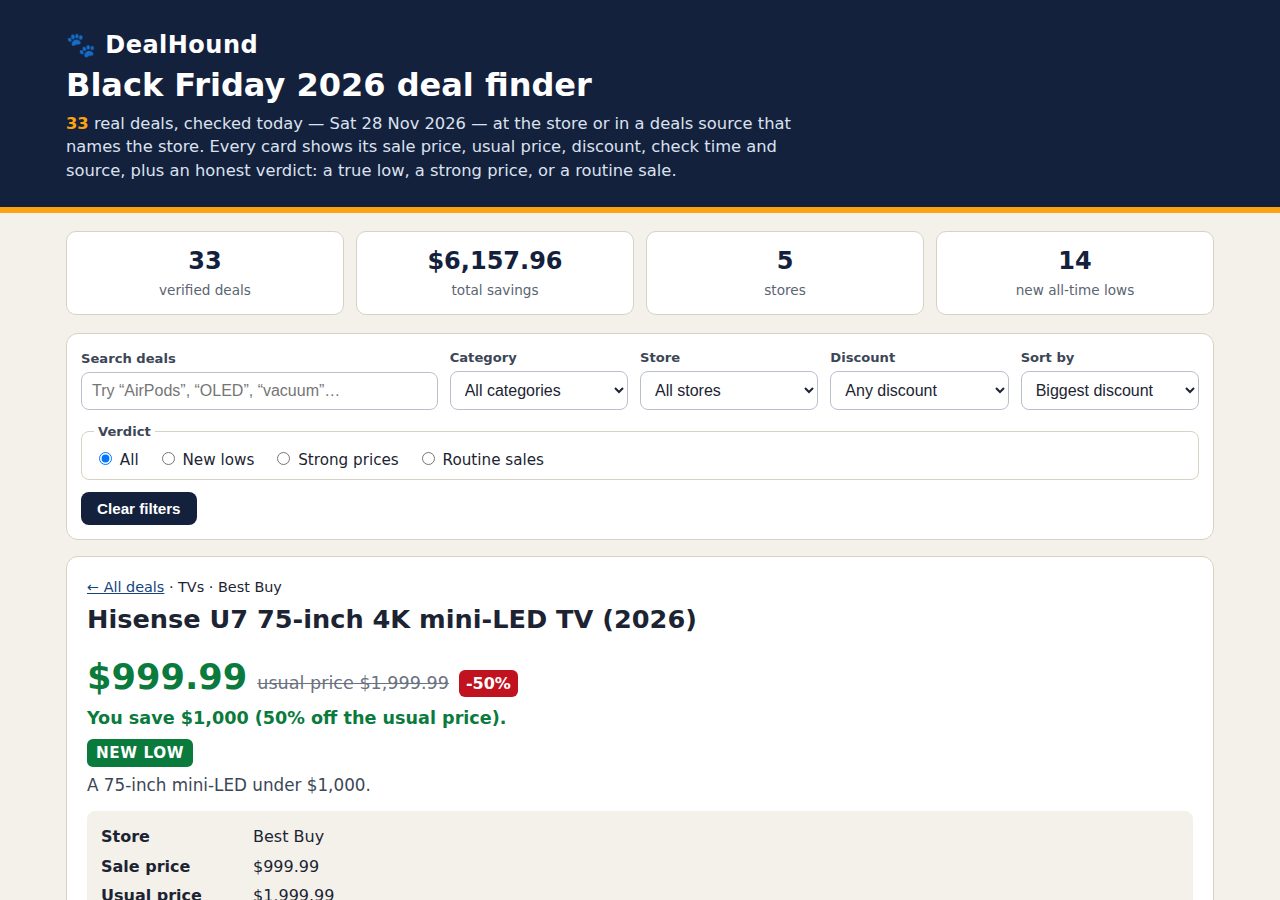 🐾 DealHound
Black Friday 2026 deal finder
33 real deals, checked today — Sat 28 Nov 2026 — at the store or in a deals source that
names the store. Every card shows its sale price, usual price, discount, check time and
source, plus an honest verdict: a true low, a strong price, or a routine sale.
33
verified deals
$6,157.96
total savings
5
stores
14
new all-time lows
Search deals
Try “AirPods”, “OLED”, “vacuum”…
Category
All categories
Store
All stores
Discount
Any discount
Sort by
Biggest discount
Verdict
All New lows Strong prices Routine sales
Clear filters
← All deals · TVs · Best Buy
Hisense U7 75-inch 4K mini-LED TV (2026)
$999.99 usual price $1,999.99 -50%
You save $1,000 (50% off the usual price).
NEW LOW
A 75-inch mini-LED under $1,000.
Store Best Buy
Sale price $999.99
Usual price $1,999.99